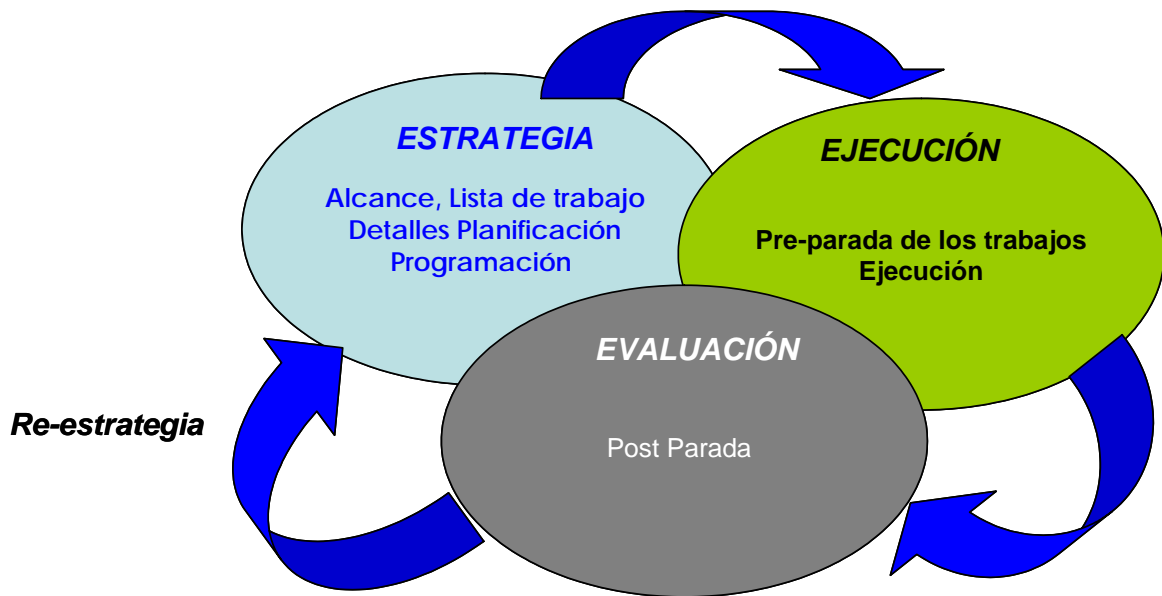 ESTRATEGIA
Alcance, Lista de trabajo
Detalles Planificación
Programación
EJECUCIÓN
Pre-parada de los trabajos
Ejecución
EVALUACIÓN
Post Parada
Re-estrategia